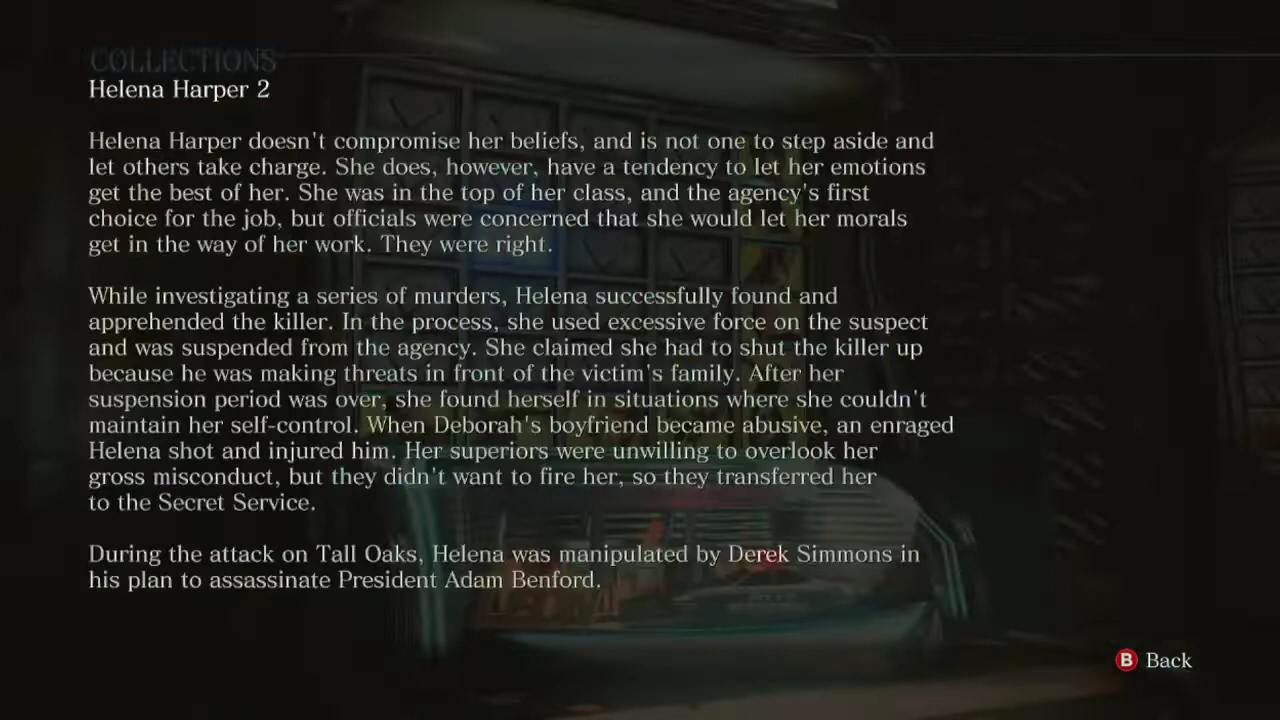 COLLECTIONS
Helena Harper 2
Helena Harper doesn't compromise her beliefs, and is not one to step aside and
let others take charge. She does, however, have a tendency to let her emotions
get the best of her. She was in the top of her class, and the agency's first
choice for the job, but officials were concerned that she would let her morals
get in the way of her work. They were right.
While investigating a series of murders, Helena successfully found and
apprehended the killer. In the process, she used excessive force on the suspect
and was suspended from the agency. She claimed she had to shut the killer up
because he was making threats in front of the victim's family. After her
suspension period was over, she found herself in situations where she couldn't
maintain her self-control. When Deborah's boyfriend became abusive, an enraged
Helena shot and injured him. Her superiors were unwilling to overlook her
gross misconduct, but they didn't want to fire her, so they transferred her
to the Secret Service.
During the attack on Tall Oaks, Helena was manipulated by Derek Simmons in
his plan to assassinate President Adam Benford.
B Back